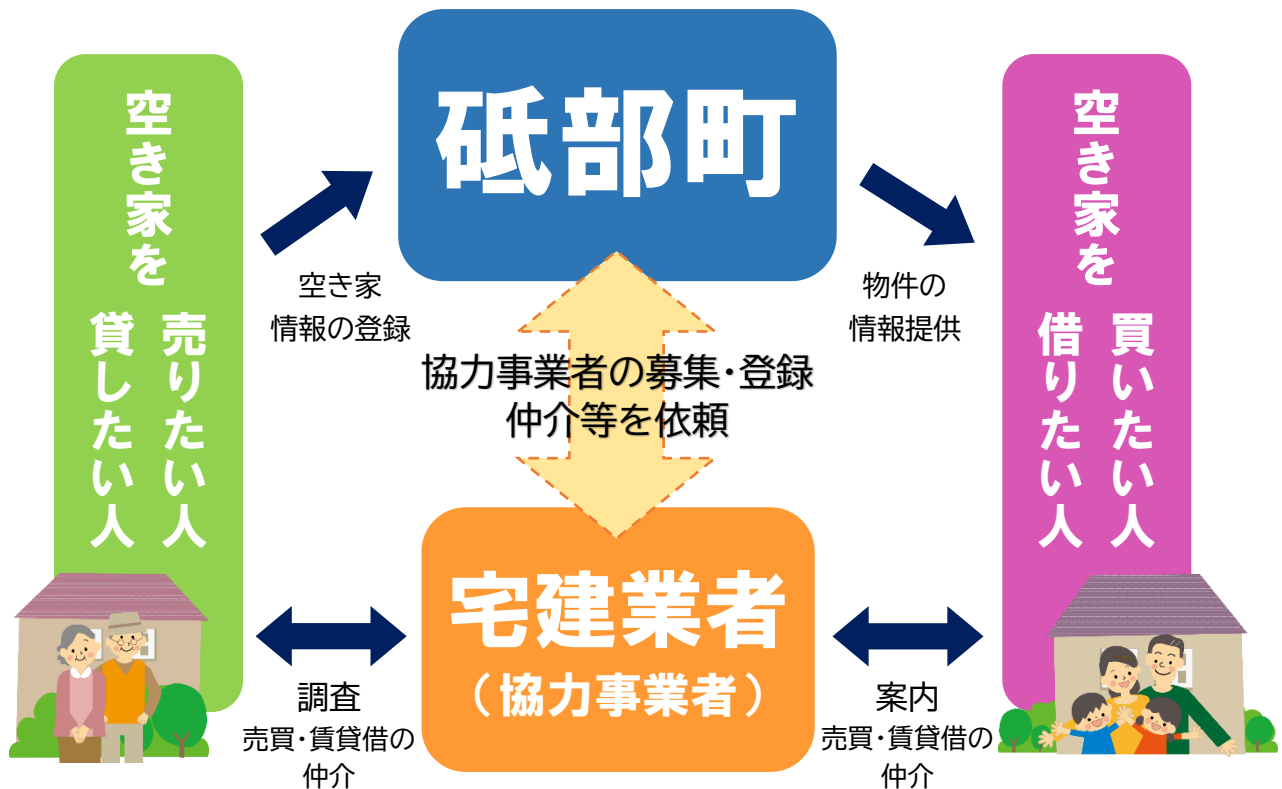 砥部町
空き家を
売りたい人
貸したい人
空き家
情報の登録
物件の
情報提供
空き家を
買いたい人
借りたい人
協力事業者の募集・登録
仲介等を依頼
宅建業者
（協力事業者）
調査
売買・賃貸借の
仲介
案内
売買・賃貸借の
仲介